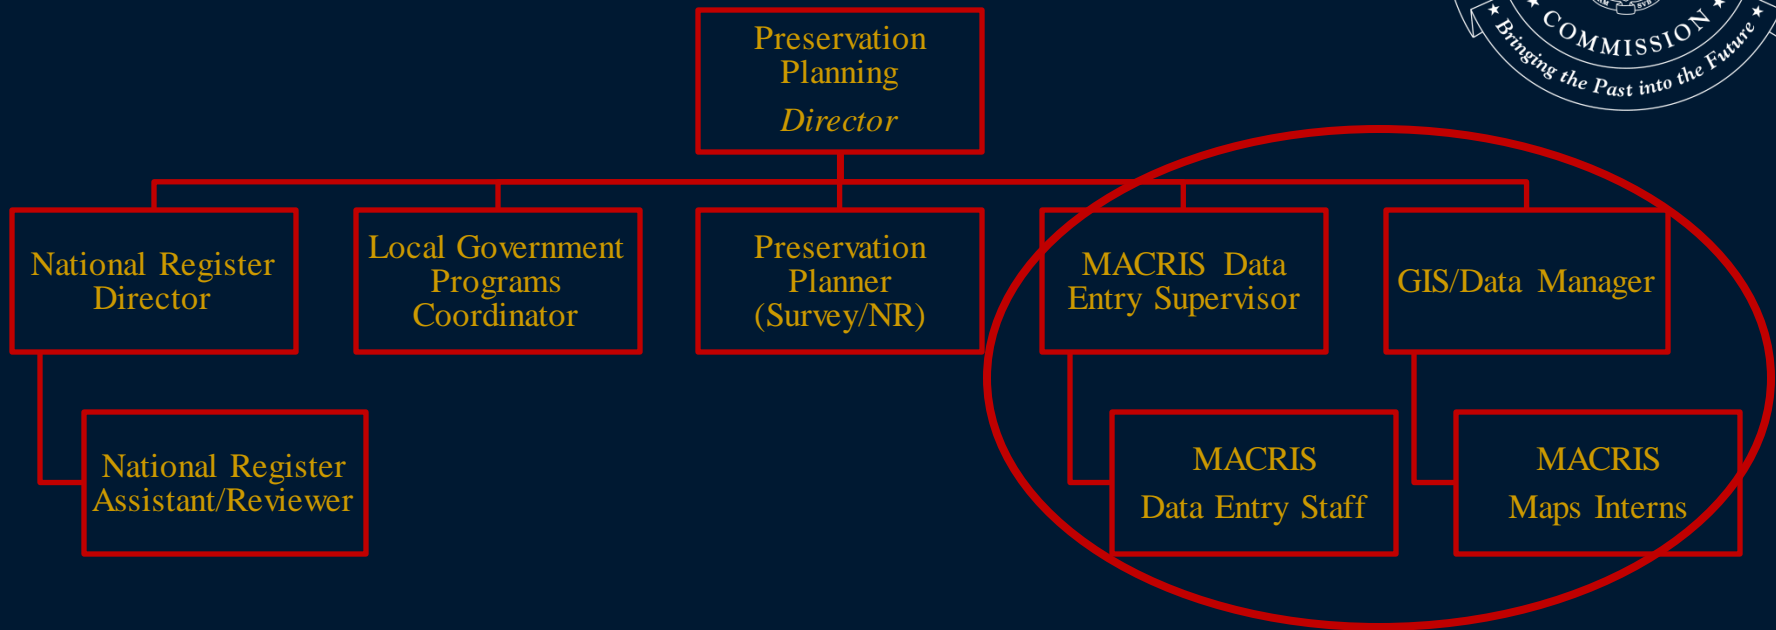 COMMISSION
Bringing the Past into the Future
Preservation
Planning
Director
National Register
Director
Local Government
Programs
Coordinator
Preservation
Planner
(Survey/NR)
MACRIS Data
Entry Supervisor
GIS/Data Manager
National Register
Assistant/Reviewer
MACRIS
Data Entry Staff
MACRIS
Maps Interns